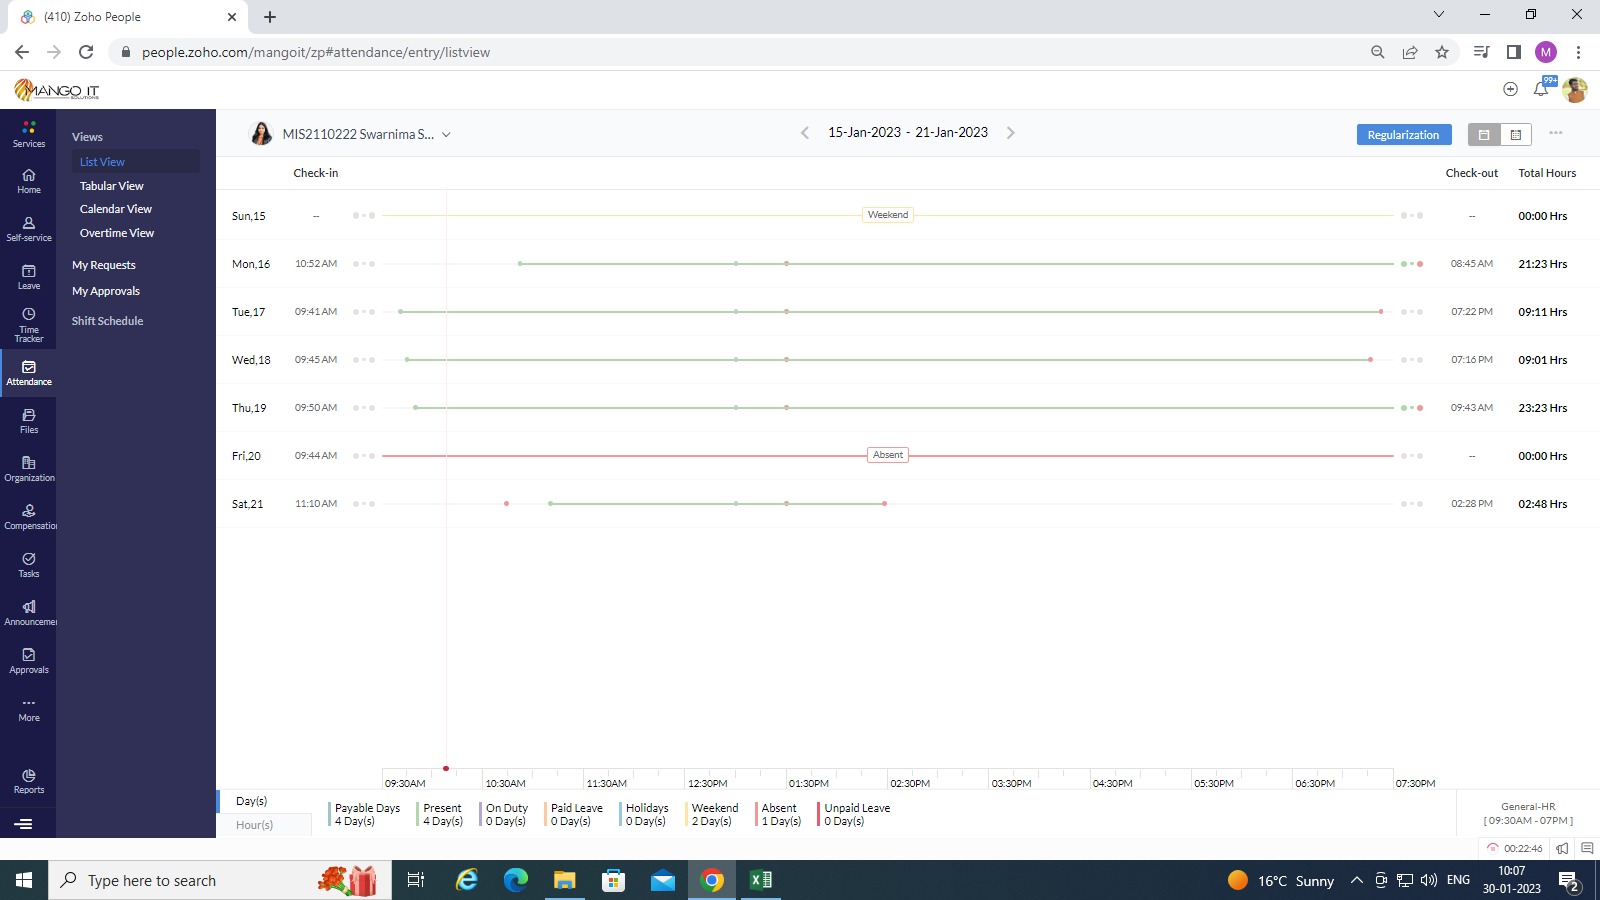 (410) Zoho People
people.zoho.com/mangoit/zp#attendance/entry/listview
M
MANGO IT
SOLUTIONS
99+
Services
Home
Self-service
Leave
Time
Tracker
Attendance
Files
Organization
Compensatio
Tasks
Announcemer
Approvals
More
Reports
Views
List View
Tabular View
Calendar View
Overtime View
My Requests
My Approvals
Shift Schedule
MIS2110222 Swarnima S...
15-Jan-2023 - 21-Jan-2023
Regularization
Check-in Check-out Total Hours
Sun,15 -- Weekend -- 00:00 Hrs
Mon,16 10:52 AM 08:45 AM 21:23 Hrs
Tue,17 09:41 AM 07:22 PM 09:11 Hrs
Wed,18 09:45 AM 07:16 PM 09:01 Hrs
Thu,19 09:50 AM 09:43 AM 23:23 Hrs
Fri,20 09:44 AM Absent -- 00:00 Hrs
Sat,21 11:10 AM 02:28 PM 02:48 Hrs
09:30AM 10:30AM 11:30AM 12:30PM 01:30PM 02:30PM 03:30PM 04:30PM 05:30PM 06:30PM 07:30PM
Day(s)
Hour(s)
Payable Days
4 Day(s)
Present
4 Day(s)
On Duty
0 Day(s)
Paid Leave
0 Day(s)
Holidays
0 Day(s)
Weekend
2 Day(s)
Absent
1 Day(s)
Unpaid Leave
0 Day(s)
General-HR
[ 09:30AM - 07PM ]
00:22:46
Type here to search
16°C Sunny
ENG
10:07
30-01-2023
2